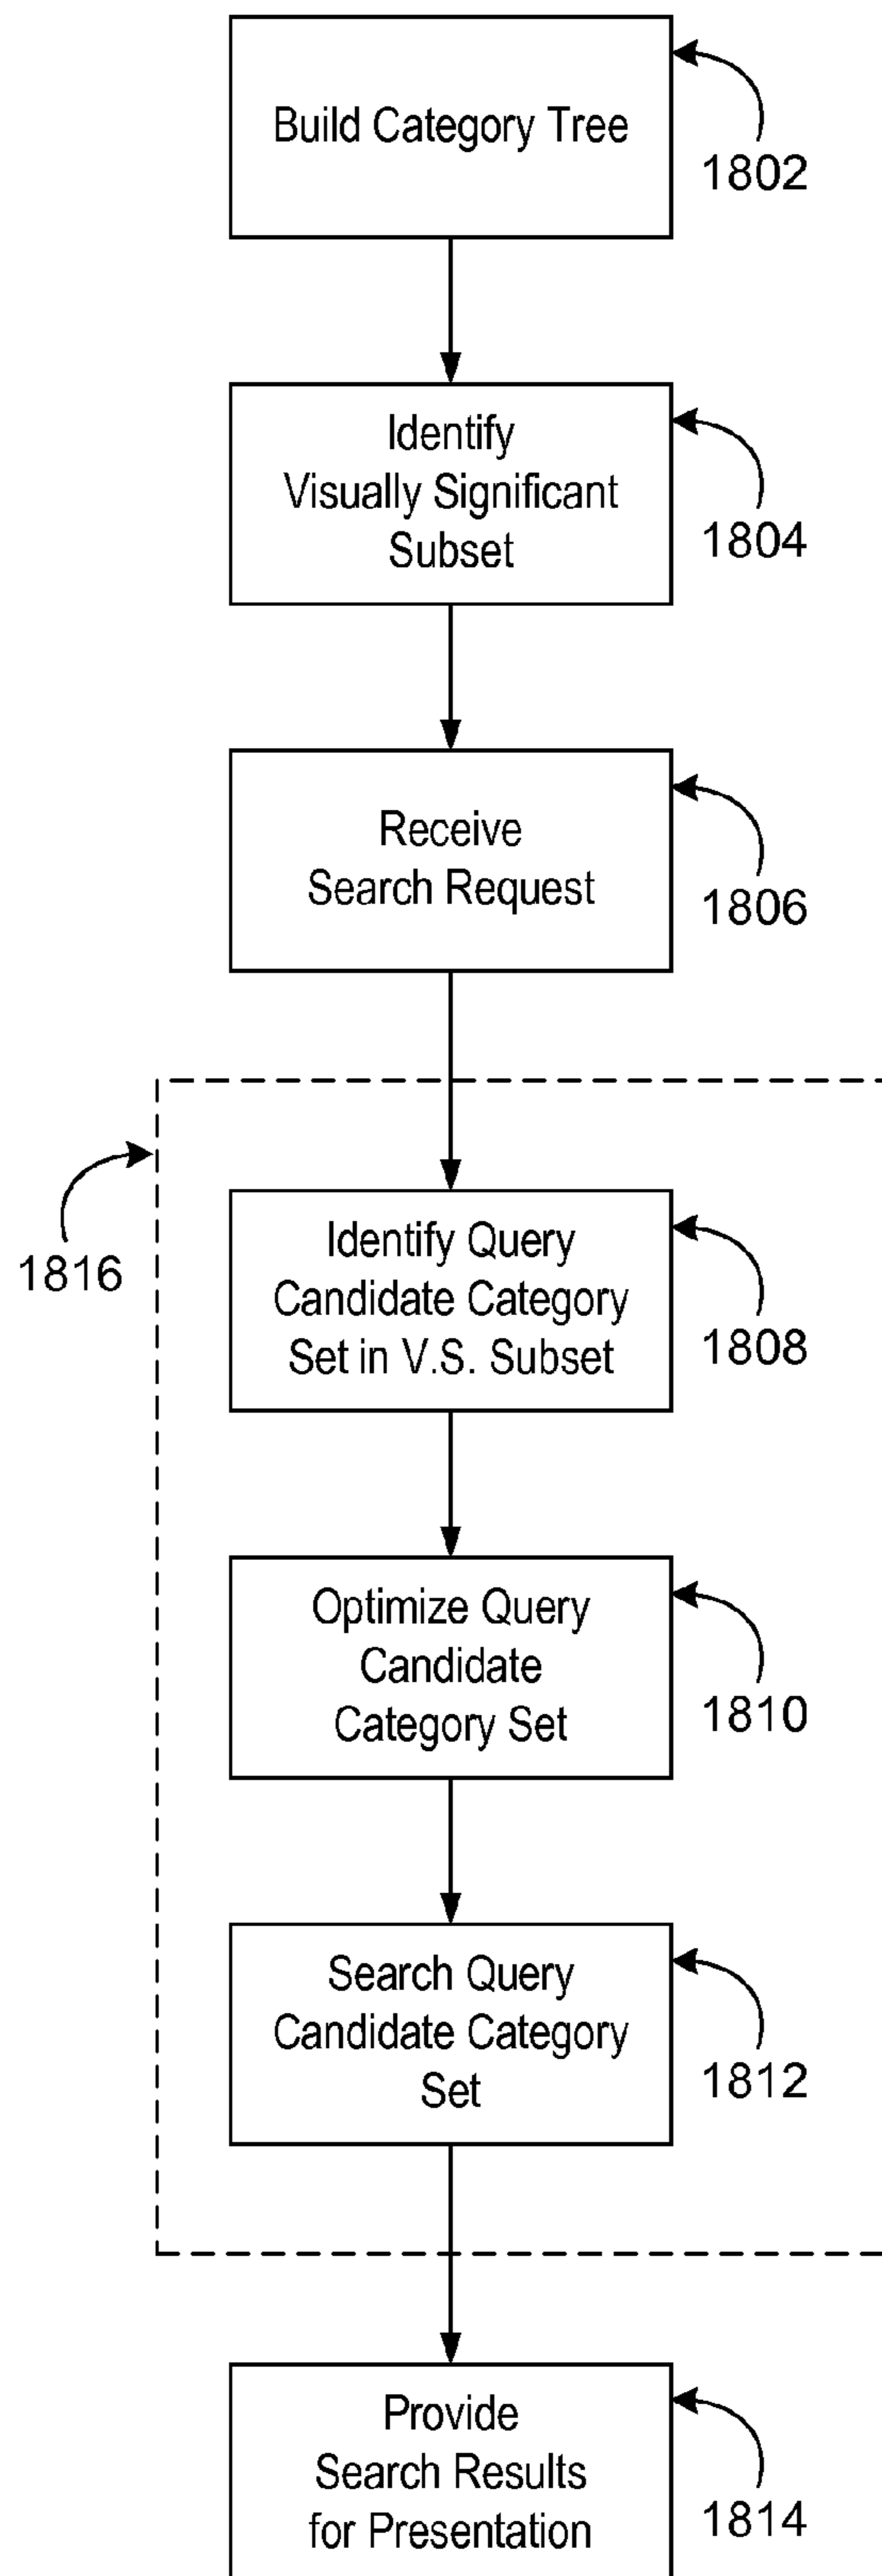 Build Category Tree
1802
Identify
Visually Significant
Subset
1804
Receive
Search Request
1806
1816
Identify Query
Candidate Category
Set in V.S. Subset
1808
Optimize Query
Candidate
Category Set
1810
Search Query
Candidate Category
Set
1812
Provide
Search Results
for Presentation
1814